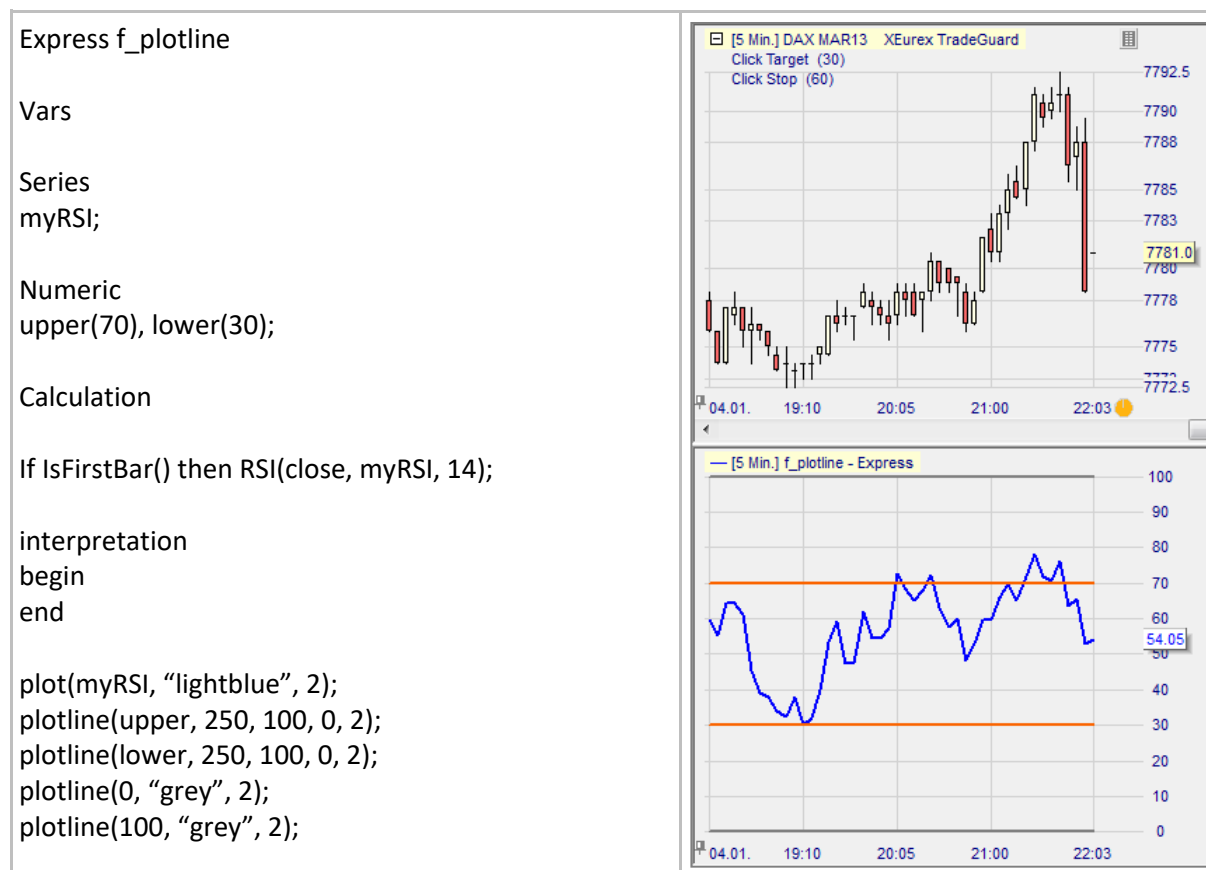 Express f_plotline
Vars
Series
myRSI;
Numeric
upper(70), lower(30);
Calculation
If IsFirstBar() then RSI(close, myRSI, 14);
interpretation
begin
end
plot(myRSI, “lightblue”, 2);
plotline(upper, 250, 100, 0, 2);
plotline(lower, 250, 100, 0, 2);
plotline(0, “grey”, 2);
plotline(100, “grey”, 2);
[5 Min.] DAX MAR13 XEurex TradeGuard
Click Target (30)
Click Stop (60)
7792.5
7790
7788
7785
7783
7781.0
7780
7778
7775
7772.5
04.01. 19:10 20:05 21:00 22:03
[5 Min.] f_plotline - Express
100
90
80
70
60
54.05
50
40
30
20
10
0
04.01. 19:10 20:05 21:00 22:03